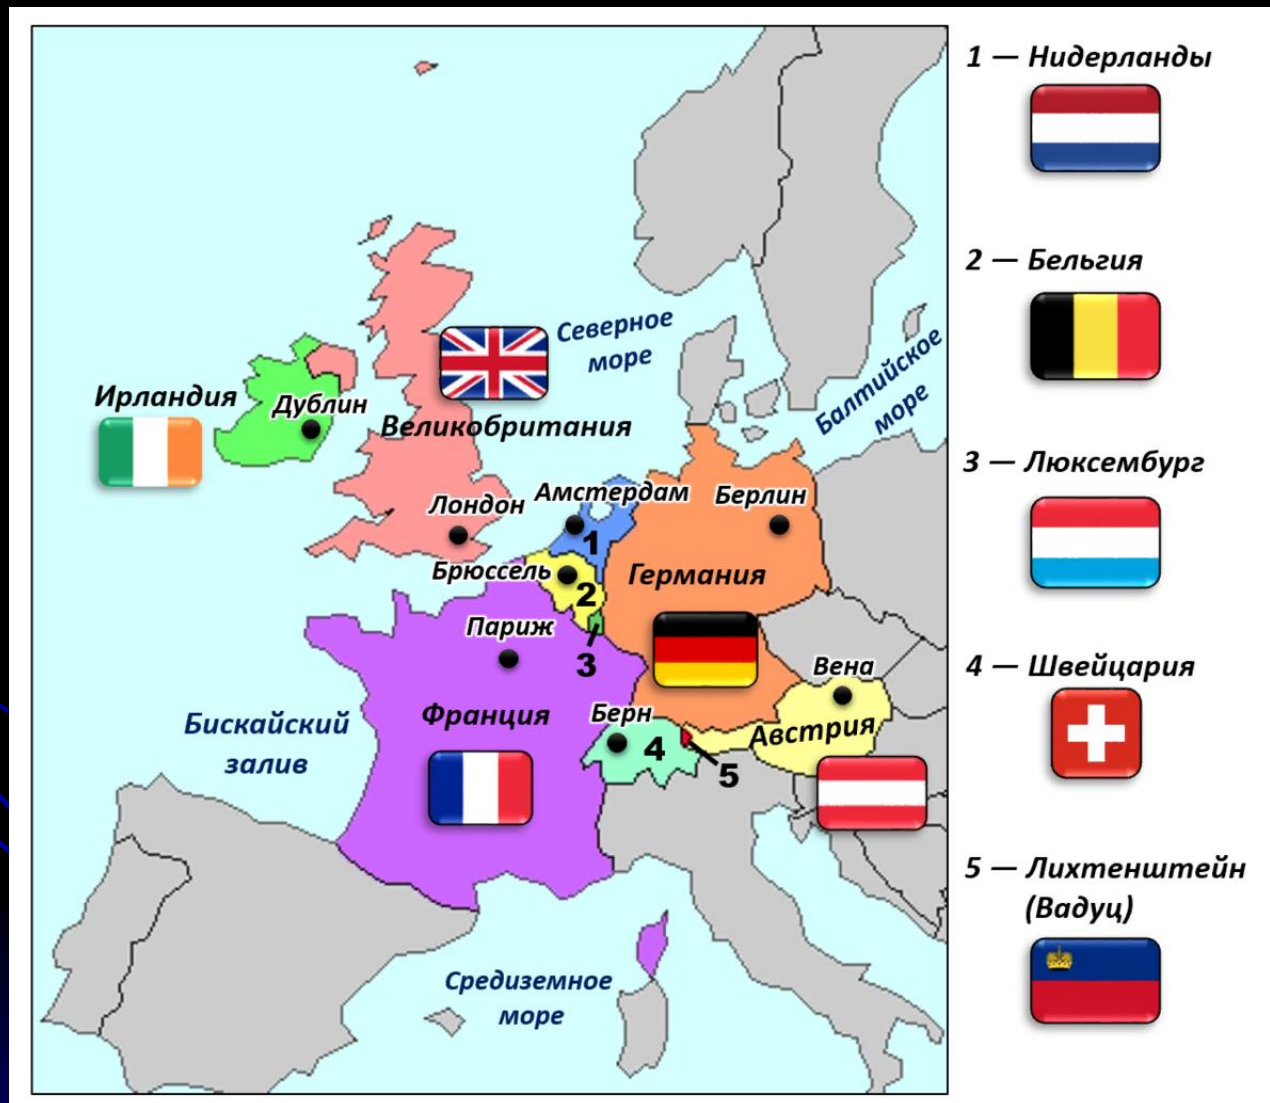 1 — Нидерланды
2 — Бельгия
3 — Люксембург
4 — Швейцария
5 — Лихтенштейн
(Вадуц)
Северное
море
Балтийское
море
Ирландия
Дублин
Великобритания
Лондон
Амстердам
Берлин
1
Брюссель
2
Германия
Париж
3
Вена
Бискайский
залив
Франция
Берн
4
Австрия
5
Средиземное
море